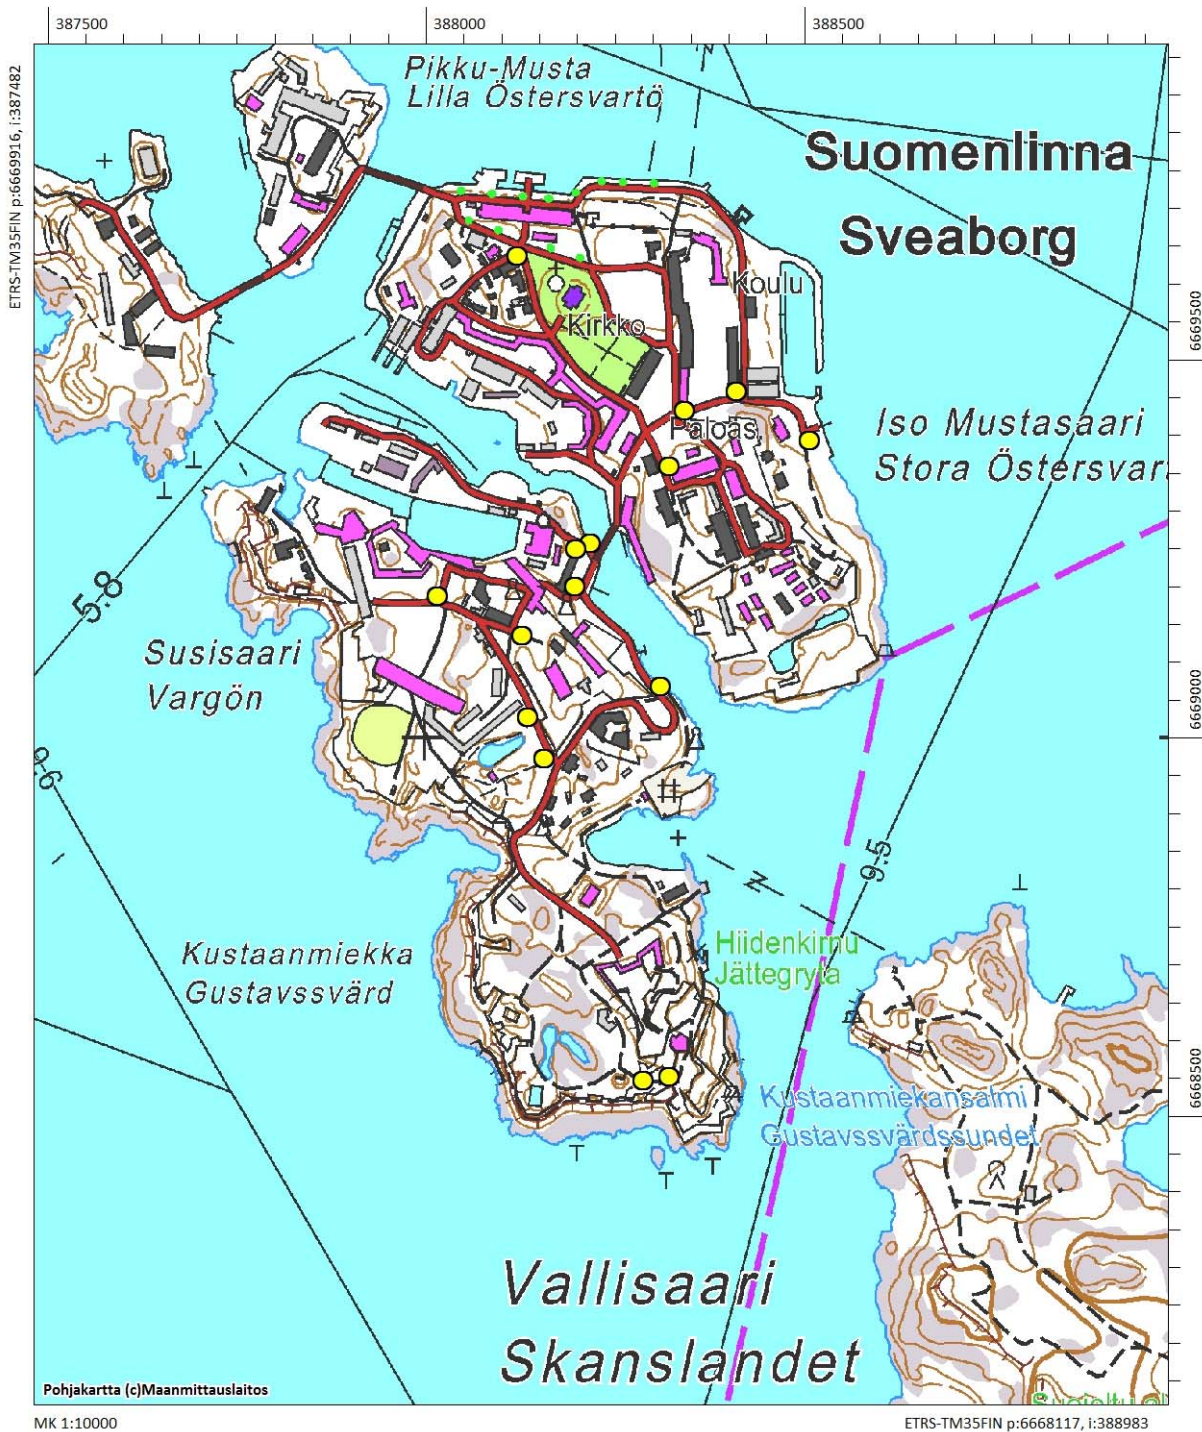 387500
388000
388500
ETRS-TM35FIN p:6669916, i:387482
Pikku-Musta
Lilla Östersvartö
Suomenlinna
Sveaborg
Koulu
Kirkko
6669500
Iso Mustasaari
Stora Östersvar
Paloas
5.8
Susisaari
Vargön
6669000
9.6
9.5
N
Hiidenkirnu
Jättegryta
Kustaanmiekka
Gustavssvärd
6668500
Kustaanmiekansalmi
Gustavssvärdssundet
Vallisaari
Skanslandet
Pohjakartta (c)Maanmittauslaitos
MK 1:10000
ETRS-TM35FIN p:6668117, i:388983